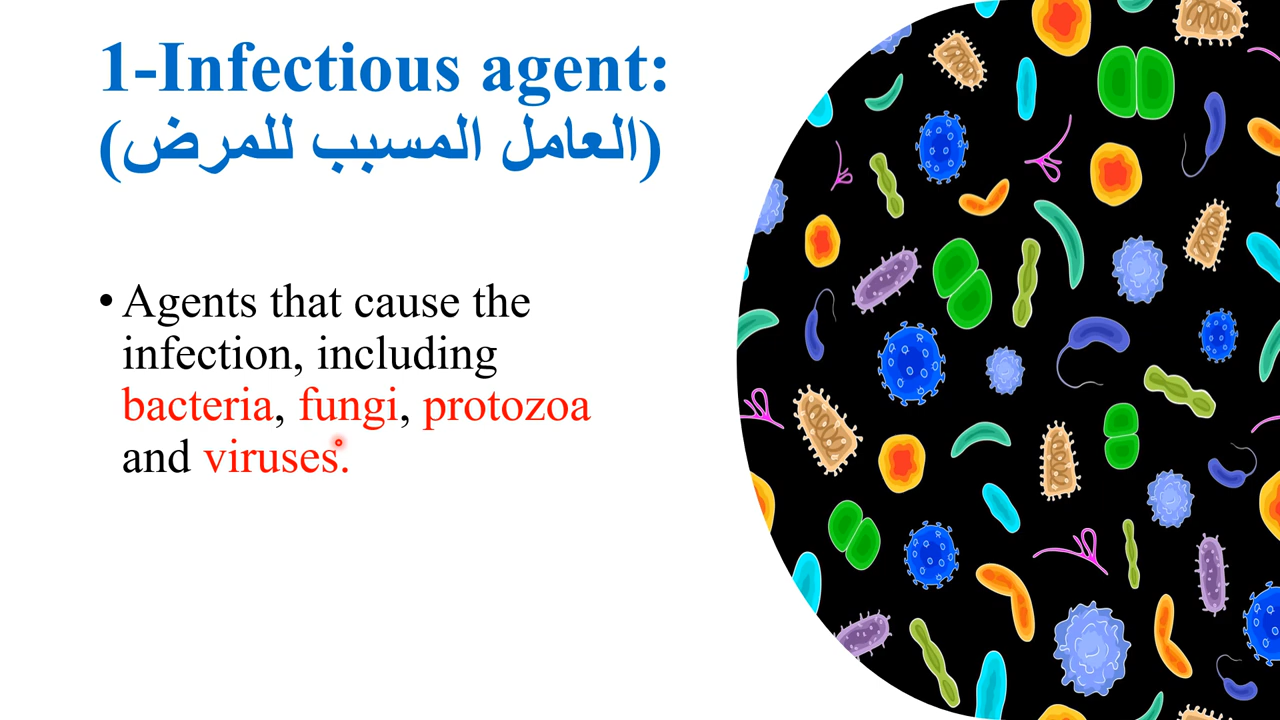 1-Infectious agent:
(العامل المسبب للمرض)
• Agents that cause the
infection, including
bacteria, fungi, protozoa
and viruses.